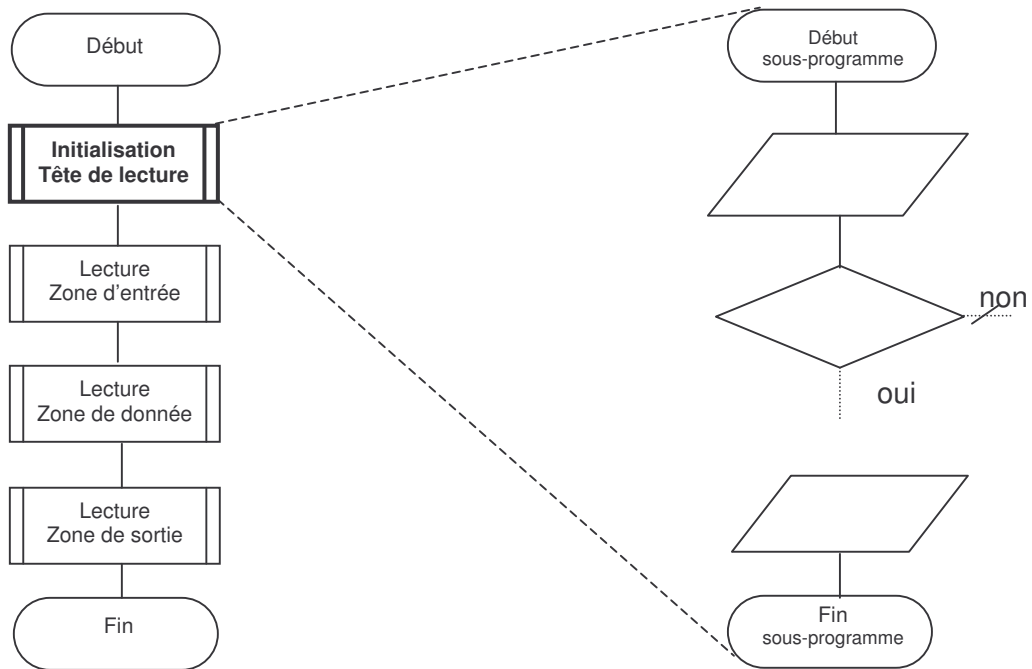 Début
Initialisation
Tête de lecture
Lecture
Zone d'entrée
Lecture
Zone de donnée
Lecture
Zone de sortie
Fin
Début
sous-programme
non
oui
Fin
sous-programme